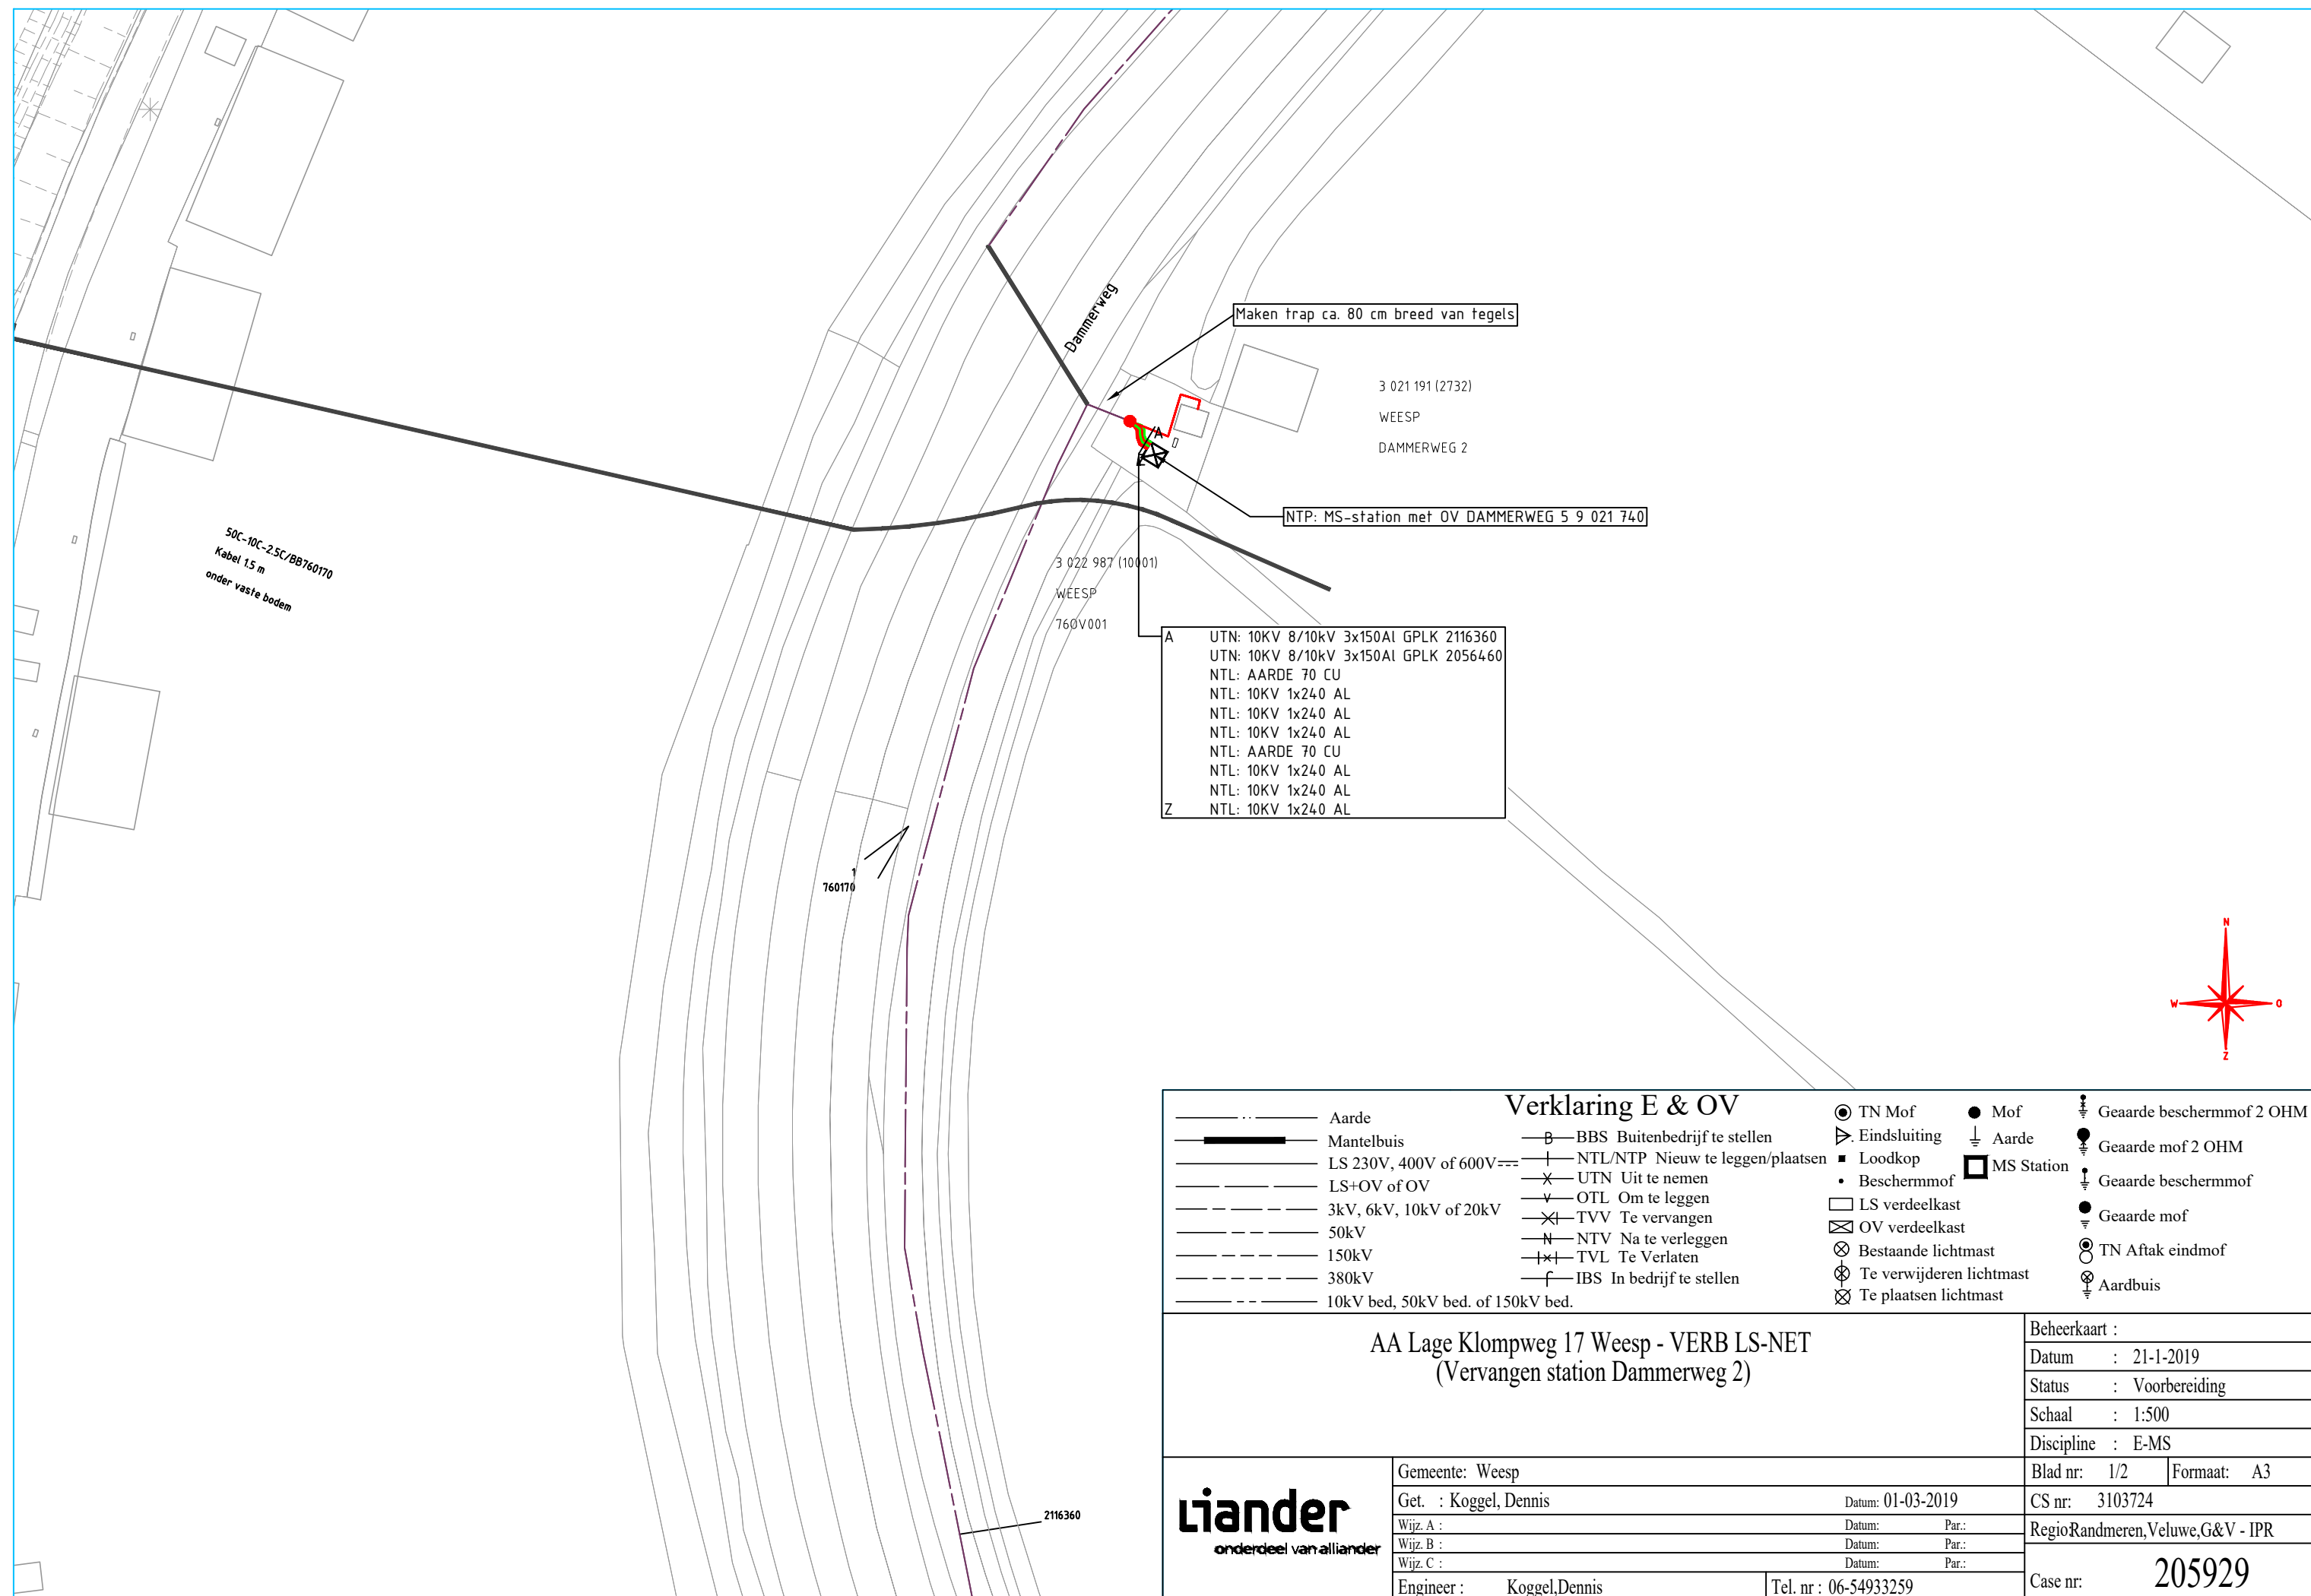 Dammerweg
Maken trap ca. 80 cm breed van tegels
3 021 191 (2732)
WEESP
DAMMERWEG 2
A
Z
NTP: MS-station met OV DAMMERWEG 5 9 021 740
50C-10C-2.5C/BB760170
Kabel 1.5 m
onder vaste bodem
3 022 987 (10001)
WEESP
76OV001
A UTN: 10KV 8/10kV 3x150Al GPLK 2116360
UTN: 10KV 8/10kV 3x150Al GPLK 2056460
NTL: AARDE 70 CU
NTL: 10KV 1x240 AL
NTL: 10KV 1x240 AL
NTL: 10KV 1x240 AL
NTL: AARDE 70 CU
NTL: 10KV 1x240 AL
NTL: 10KV 1x240 AL
Z NTL: 10KV 1x240 AL
1
760170
2116360
N
W O
Z
Verklaring E & OV
Aarde
Mantelbuis
LS 230V, 400V of 600V
LS+OV of OV
3kV, 6kV, 10kV of 20kV
50kV
150kV
380kV
10kV bed, 50kV bed. of 150kV bed.
B BBS Buitenbedrijf te stellen
NTL/NTP Nieuw te leggen/plaatsen
UTN Uit te nemen
OTL Om te leggen
TVV Te vervangen
N NTV Na te verleggen
TVL Te Verlaten
IBS In bedrijf te stellen
TN Mof
Eindsluiting
Loodkop
Beschermmof
LS verdeelkast
OV verdeelkast
Bestaande lichtmast
Te verwijderen lichtmast
Te plaatsen lichtmast
Mof
Aarde
MS Station
Geaarde beschermmof 2 OHM
Geaarde mof 2 OHM
Geaarde beschermmof
Geaarde mof
TN Aftak eindmof
Aardbuis
AA Lage Klompweg 17 Weesp - VERB LS-NET
(Vervangen station Dammerweg 2)
Beheerkaart :
Datum : 21-1-2019
Status : Voorbereiding
Schaal : 1:500
Discipline : E-MS
Blad nr: 1/2 Formaat: A3
CS nr: 3103724
Regio:Randmeren,Veluwe,G&V - IPR
Case nr: 205929
Liander
onderdeel van alliander
Gemeente: Weesp
Get. : Koggel, Dennis Datum: 01-03-2019
Wijz. A : Datum: Par.:
Wijz. B : Datum: Par.:
Wijz. C : Datum: Par.:
Engineer : Koggel,Dennis Tel. nr : 06-54933259